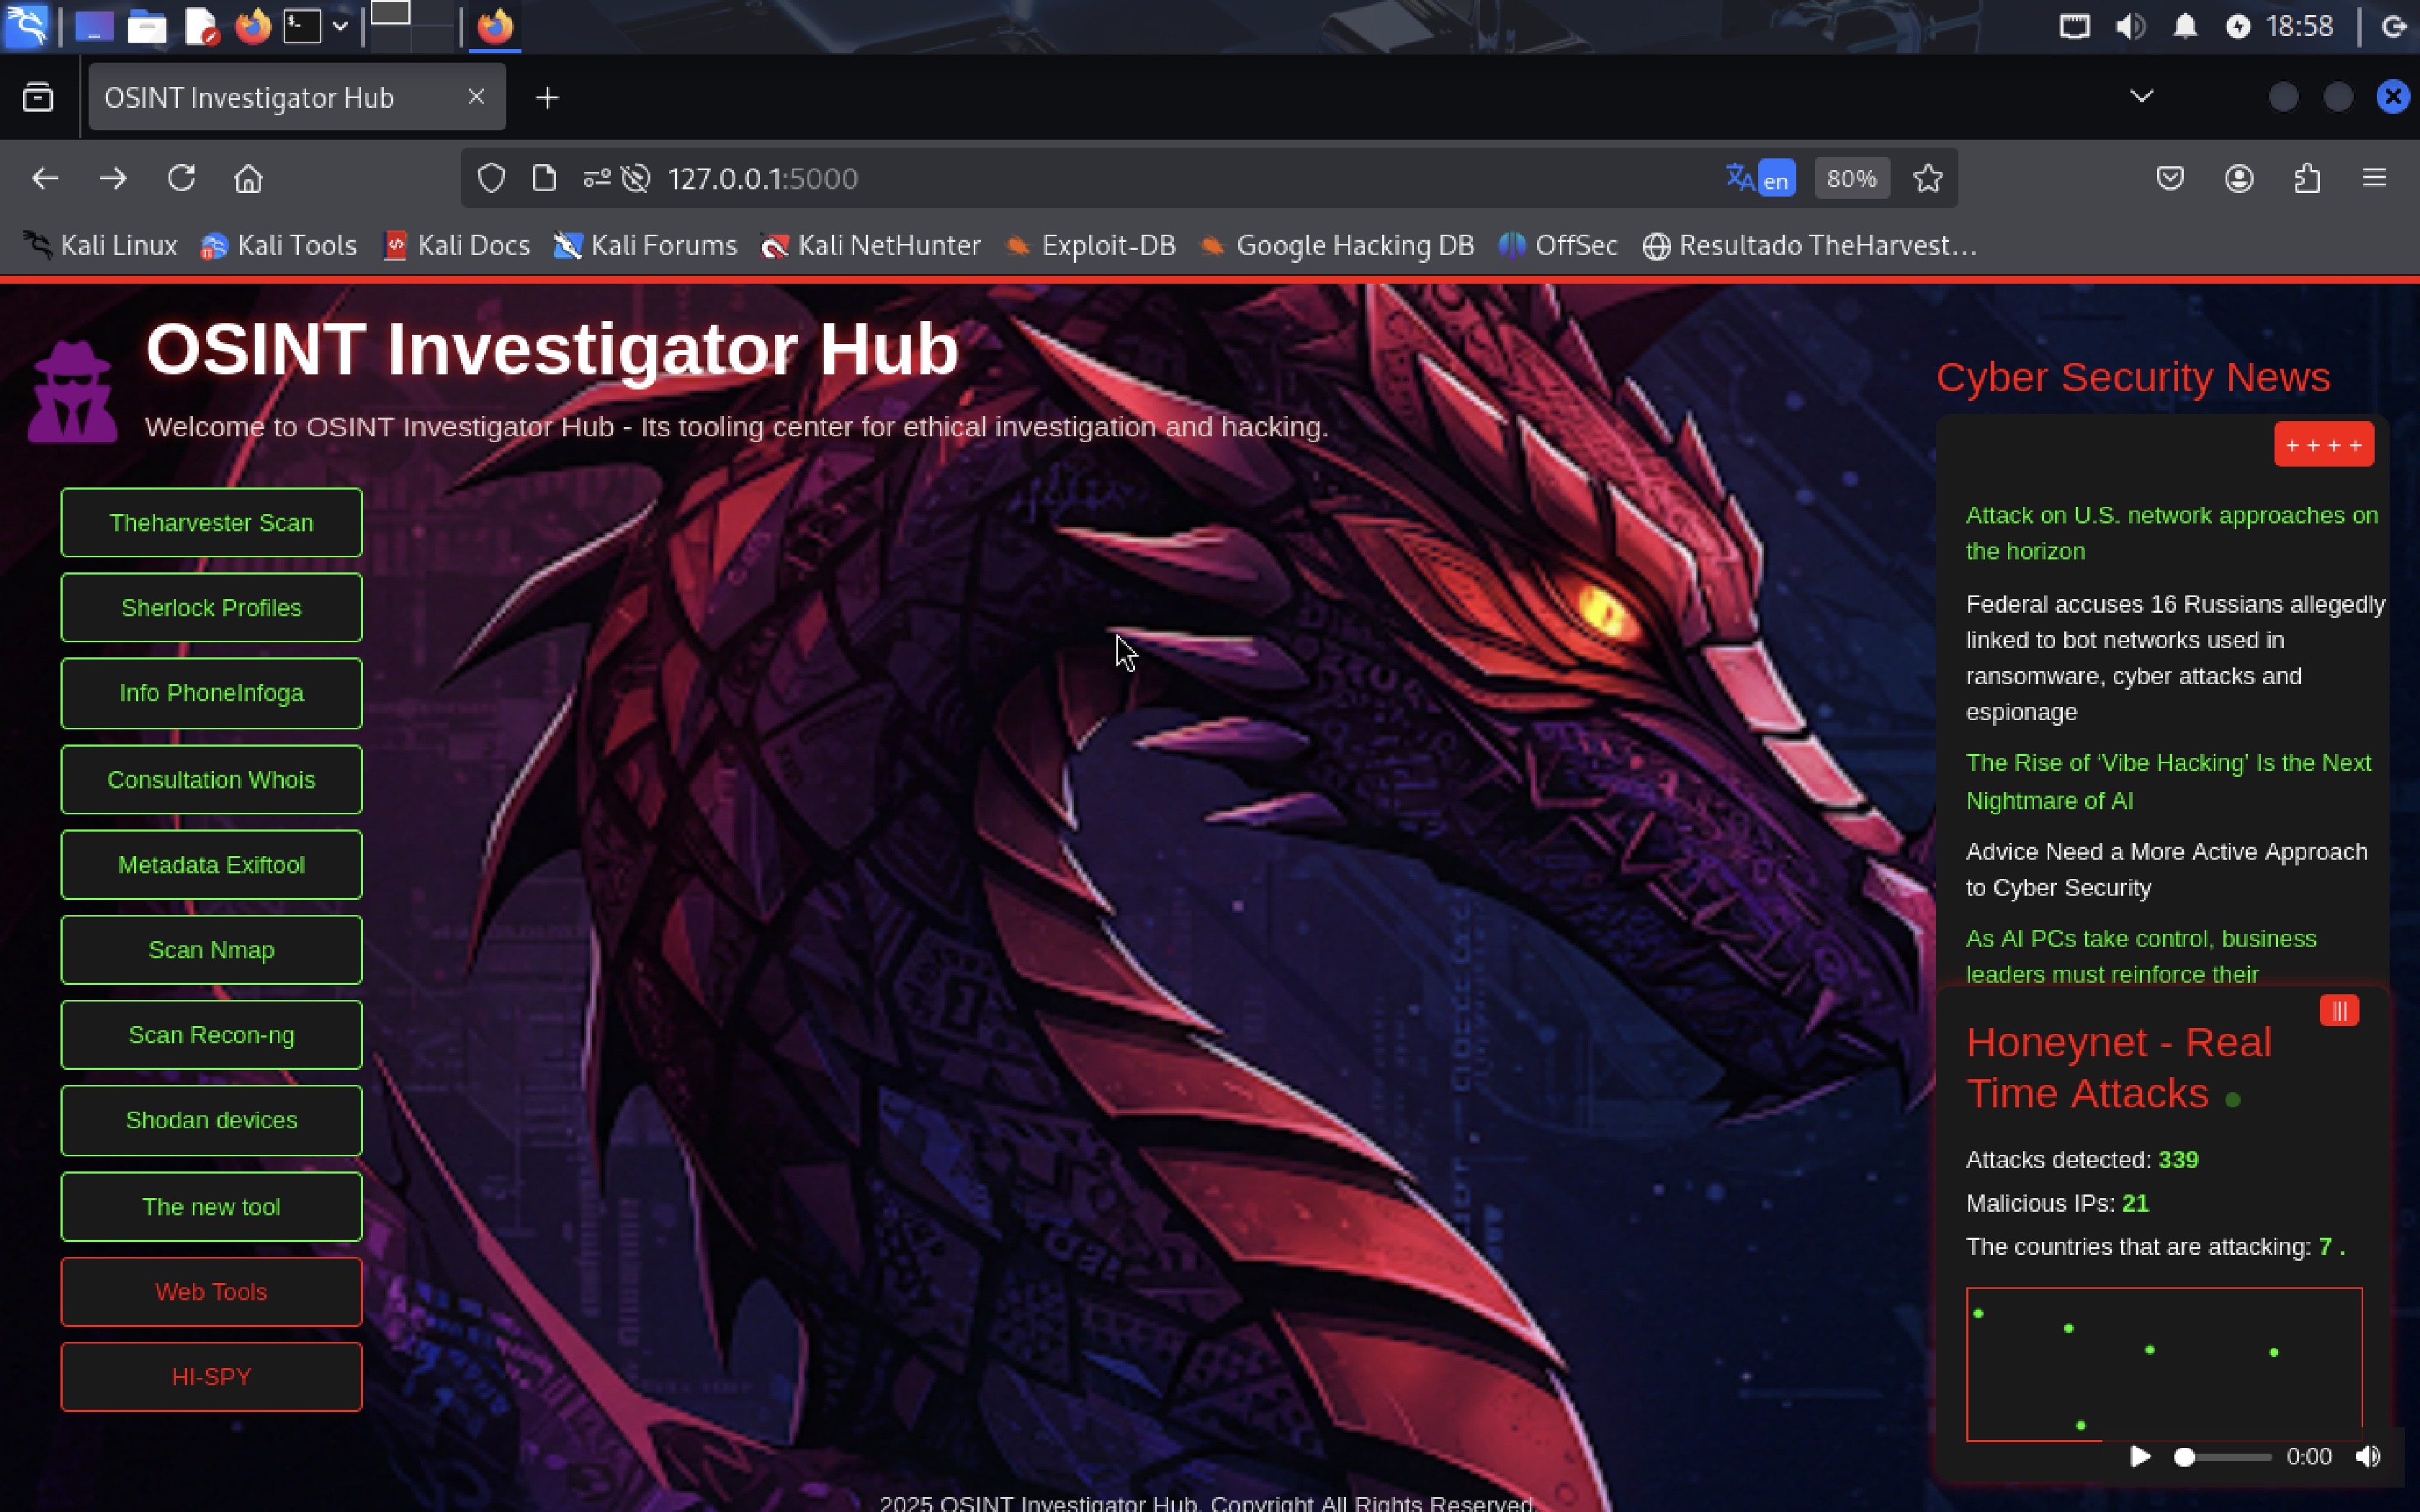 18:58
OSINT Investigator Hub
127.0.0.1:5000
en
80%
Kali Linux
Kali Tools
Kali Docs
Kali Forums
Kali NetHunter
Exploit-DB
Google Hacking DB
OffSec
Resultado TheHarvest…
OSINT Investigator Hub
Welcome to OSINT Investigator Hub - Its tooling center for ethical investigation and hacking.
Theharvester Scan
Sherlock Profiles
Info PhoneInfoga
Consultation Whois
Metadata Exiftool
Scan Nmap
Scan Recon-ng
Shodan devices
The new tool
Web Tools
HI-SPY
Cyber Security News
+ + + +
Attack on U.S. network approaches on
the horizon
Federal accuses 16 Russians allegedly
linked to bot networks used in
ransomware, cyber attacks and
espionage
The Rise of ‘Vibe Hacking’ Is the Next
Nightmare of AI
Advice Need a More Active Approach
to Cyber Security
As AI PCs take control, business
leaders must reinforce their
|||
Honeynet - Real
Time Attacks
Attacks detected: 339
Malicious IPs: 21
The countries that are attacking: 7 .
0:00
2025 OSINT Investigator Hub. Copyright All Rights Reserved.